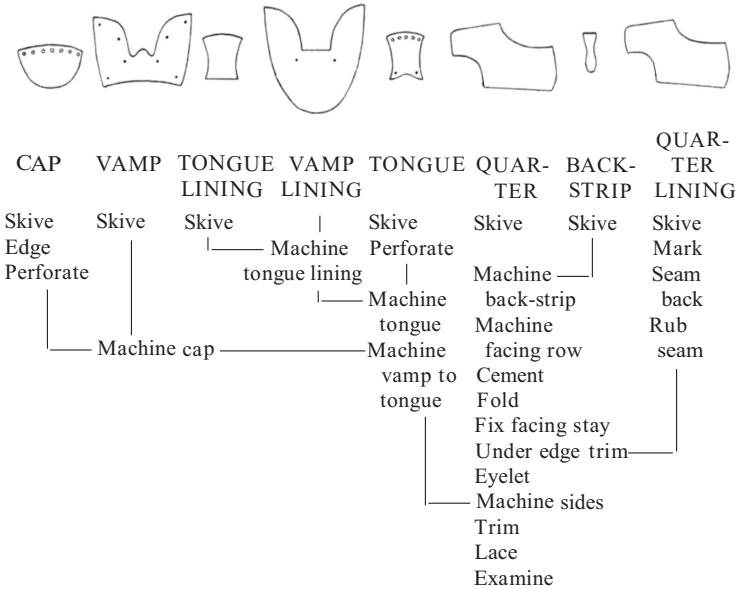 CAP
VAMP
TONGUE
LINING
VAMP
LINING
TONGUE
QUAR-
TER
BACK-
STRIP
QUAR-
TER
LINING
Skive
Edge
Perforate
Skive
Skive
Machine
tongue lining
Skive
Perforate
Machine
tongue
Machine cap
Machine
vamp to
tongue
Skive
Machine
back-strip
Machine
facing row
Cement
Fold
Fix facing stay
Under edge trim
Eyelet
Machine sides
Trim
Lace
Examine
Skive
Skive
Mark
Seam
back
Rub
seam